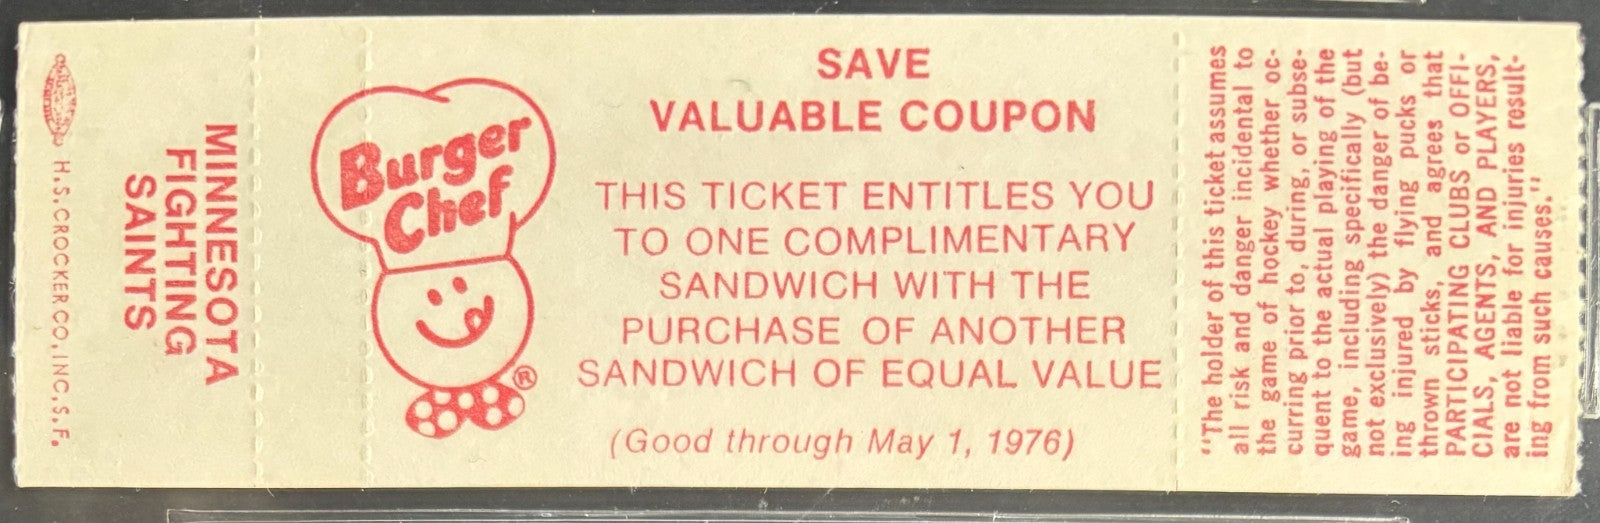 H.S. CROCKER CO., INC., S.F.
MINNESOTA
FIGHTING
SAINTS
Burger
Chef
®
SAVE
VALUABLE COUPON
THIS TICKET ENTITLES YOU
TO ONE COMPLIMENTARY
SANDWICH WITH THE
PURCHASE OF ANOTHER
SANDWICH OF EQUAL VALUE
(Good through May 1, 1976)
"The holder of this ticket assumes
all risk and danger incidental to
the game of hockey whether oc-
curring prior to, during, or subse-
quent to the actual playing of the
game, including specifically (but
not exclusively) the danger of be-
ing injured by flying pucks or
thrown sticks, and agrees that
PARTICIPATING CLUBS or OFFI-
CIALS, AGENTS, AND PLAYERS,
are not liable for injuries result-
ing from such causes."